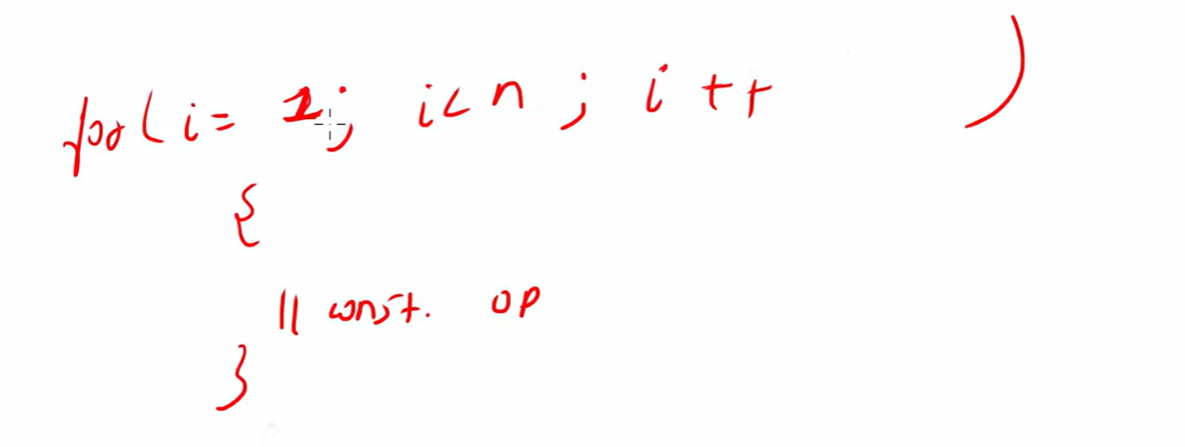 for( i= 1; i< n ; i ++ )
{
// const. op
}